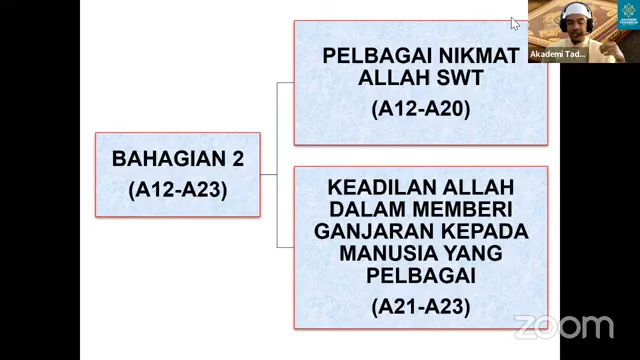 BAHAGIAN 2
(A12-A23)
PELBAGAI NIKMAT
ALLAH SWT
(A12-A20)
KEADILAN ALLAH
DALAM MEMBERI
GANJARAN KEPADA
MANUSIA YANG
PELBAGAI
(A21-A23)
Akademi Tad...
zoom